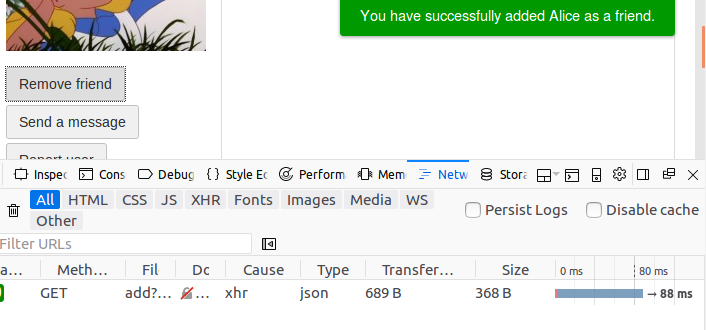 You have successfully added Alice as a friend.
Remove friend
Send a message
Report user
Inspec Cons Debug Style Ed Perform Mem Netw Stora
All HTML CSS JS XHR Fonts Images Media WS
Other
Persist Logs Disable cache
Filter URLs
a… Meth… Fil Dc Cause Type Transfer… Size 0 ms 80 ms
GET add?… … xhr json 689 B 368 B → 88 ms